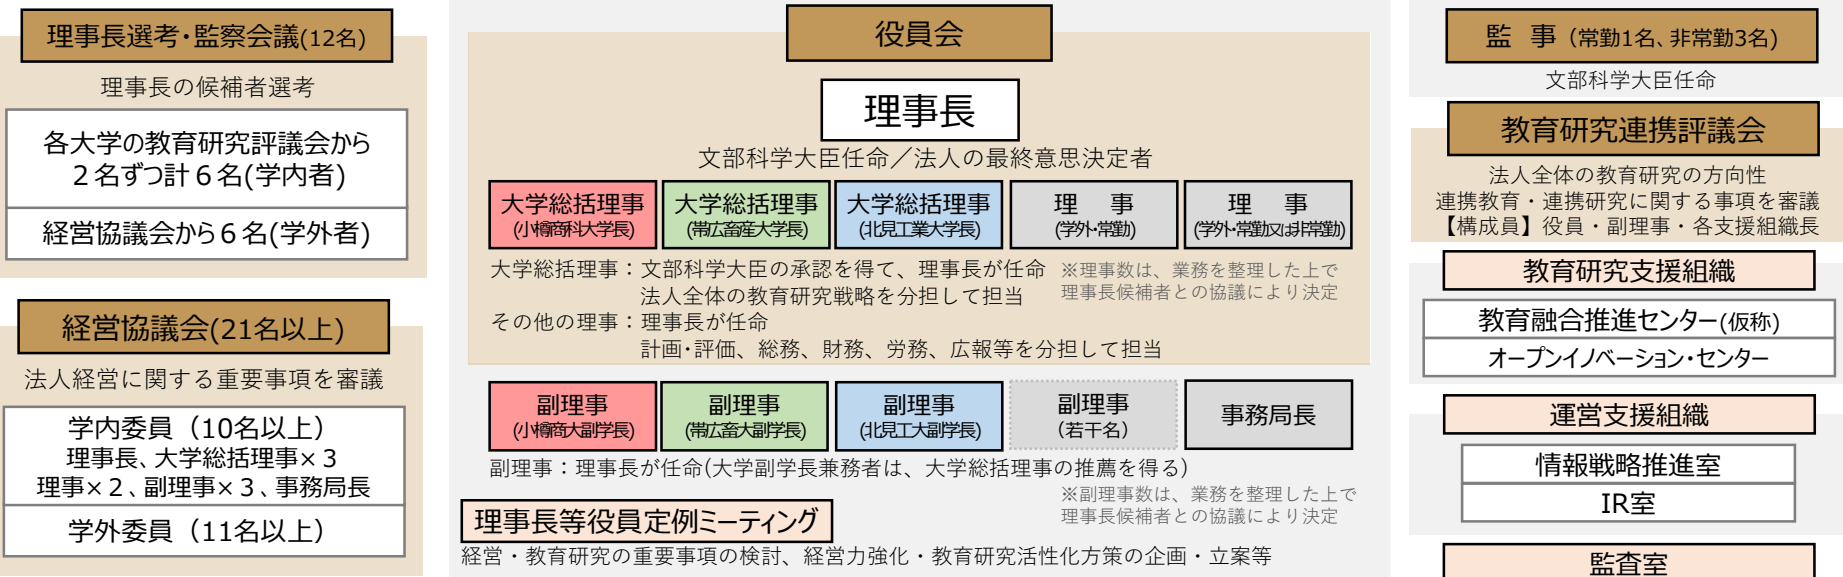 理事長選考・監察会議(12名)
理事長の候補者選考
各大学の教育研究評議会から
２名ずつ計６名(学内者)
経営協議会から６名(学外者)
経営協議会(21名以上)
法人経営に関する重要事項を審議
学内委員（10名以上）
理事長、大学総括理事×３
理事×２、副理事×３、事務局長
学外委員（11名以上）
役員会
理事長
文部科学大臣任命／法人の最終意思決定者
大学総括理事
(小樽商科大学長)
大学総括理事
(帯広畜産大学長)
大学総括理事
(北見工業大学長)
理　事
(学外・常勤)
理　事
(学外・常勤又は非常勤)
大学総括理事：文部科学大臣の承認を得て、理事長が任命
法人全体の教育研究戦略を分担して担当
※理事数は、業務を整理した上で
理事長候補者との協議により決定
その他の理事：理事長が任命
計画・評価、総務、財務、労務、広報等を分担して担当
副理事
(小樽商大副学長)
副理事
(帯広畜大副学長)
副理事
(北見工大副学長)
副理事
（若干名）
事務局長
副理事：理事長が任命(大学副学長兼務者は、大学総括理事の推薦を得る)
※副理事数は、業務を整理した上で
理事長候補者との協議により決定
理事長等役員定例ミーティング
経営・教育研究の重要事項の検討、経営力強化・教育研究活性化方策の企画・立案等
監　事（常勤1名、非常勤3名）
文部科学大臣任命
教育研究連携評議会
法人全体の教育研究の方向性
連携教育・連携研究に関する事項を審議
【構成員】役員・副理事・各支援組織長
教育研究支援組織
教育融合推進センター(仮称)
オープンイノベーション・センター
運営支援組織
情報戦略推進室
IR室
監査室